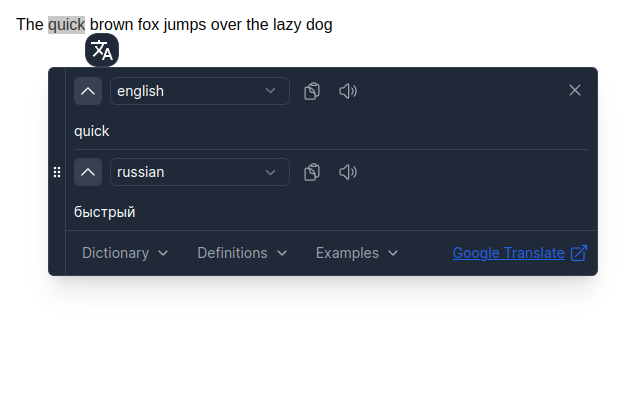 The quick brown fox jumps over the lazy dog
english
quick
russian
быстрый
Dictionary Definitions Examples Google Translate